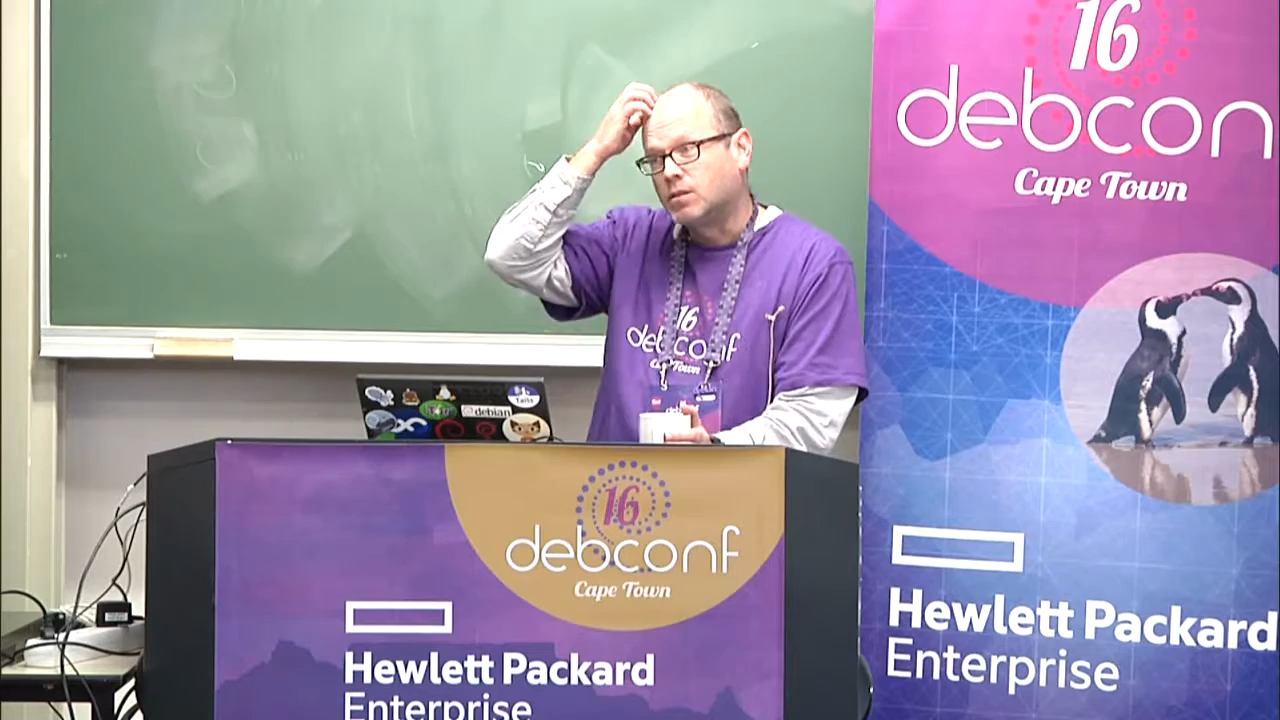 16
debcon
Cape Town
Hewlett Packard
Enterprise
16
debconf
Cape Town
debian
Tails
16
debconf
Cape Town
Hewlett Packard
Enterprise